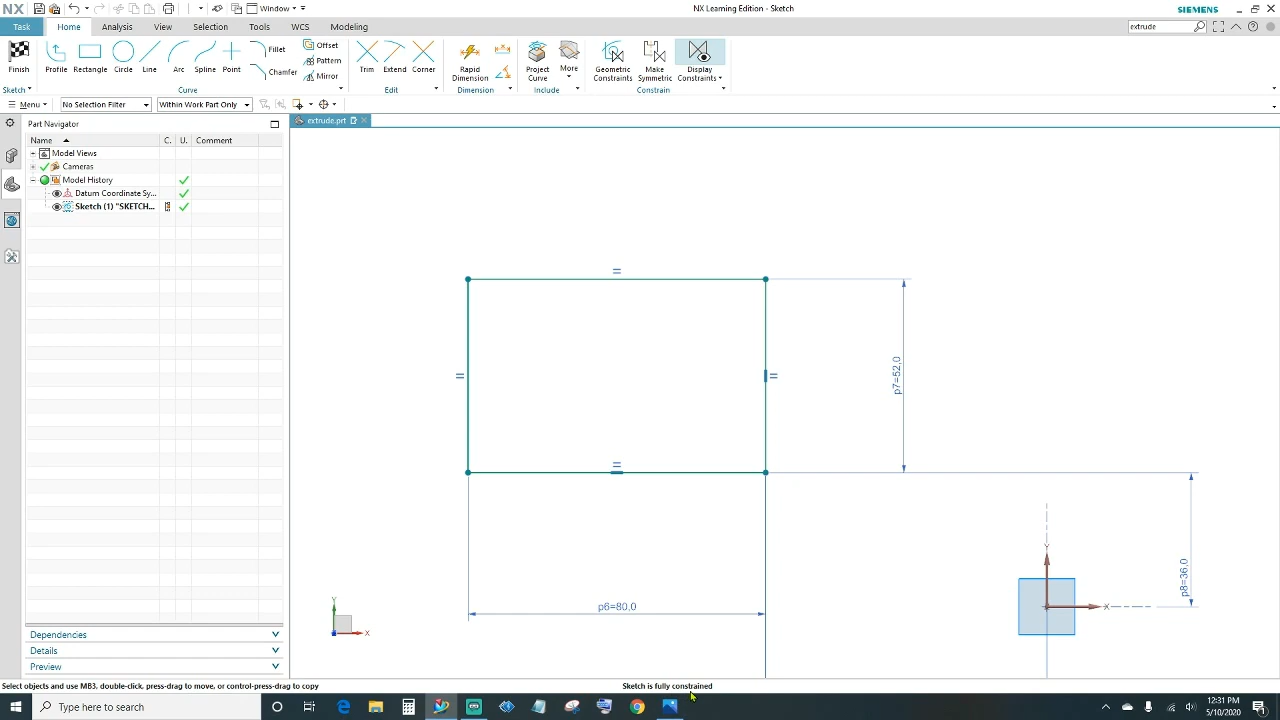 NX Window NX Learning Edition - Sketch SIEMENS
Task Home Analysis View Selection Tools WCS Modeling extrude
Finish Profile Rectangle Circle Line Arc Spline Point Fillet Chamfer Offset Pattern Mirror Trim Extend Corner Rapid Dimension Project Curve More Geometric Constraints Make Symmetric Display Constraints
Sketch Curve Edit Dimension Include Constrain
Menu No Selection Filter Within Work Part Only
Part Navigator extrude.prt
Name C. U. Comment
Model Views
Cameras
Model History
Datum Coordinate Sy...
Sketch (1) "SKETCH...
p7=52,0
p8=36,0
p6=80,0
Y
X
Y
X
Dependencies
Details
Preview
Select objects and use MB3, double-click, press-drag to move, or control-press-drag to copy Sketch is fully constrained
Type here to search 12:31 PM
5/10/2020